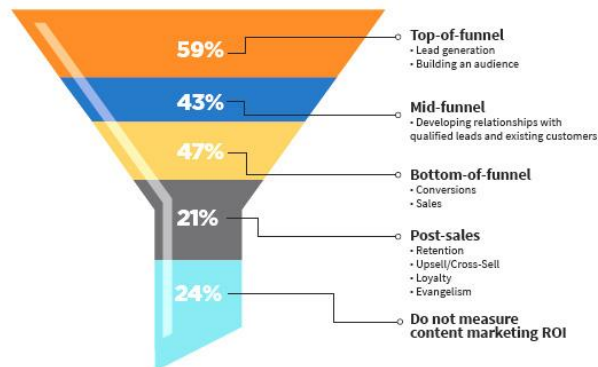 59%
Top-of-funnel
• Lead generation
• Building an audience
43%
Mid-funnel
• Developing relationships with
qualified leads and existing customers
47%
Bottom-of-funnel
• Conversions
• Sales
21%
Post-sales
• Retention
• Upsell/Cross-Sell
• Loyalty
• Evangelism
24%
Do not measure
content marketing ROI